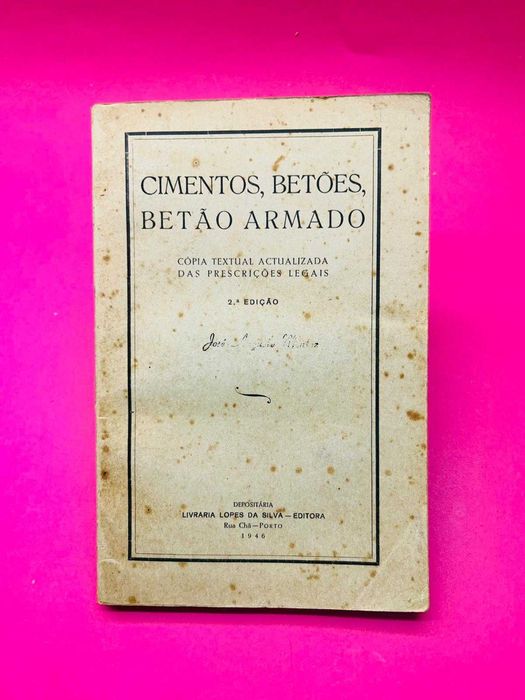 CIMENTOS, BETÕES,
BETÃO ARMADO
CÓPIA TEXTUAL ACTUALIZADA
DAS PRESCRIÇÕES LEGAIS
2.ª EDIÇÃO
José
DEPOSITÁRIA
LIVRARIA LOPES DA SILVA — EDITORA
Rua Chã — PORTO
1946